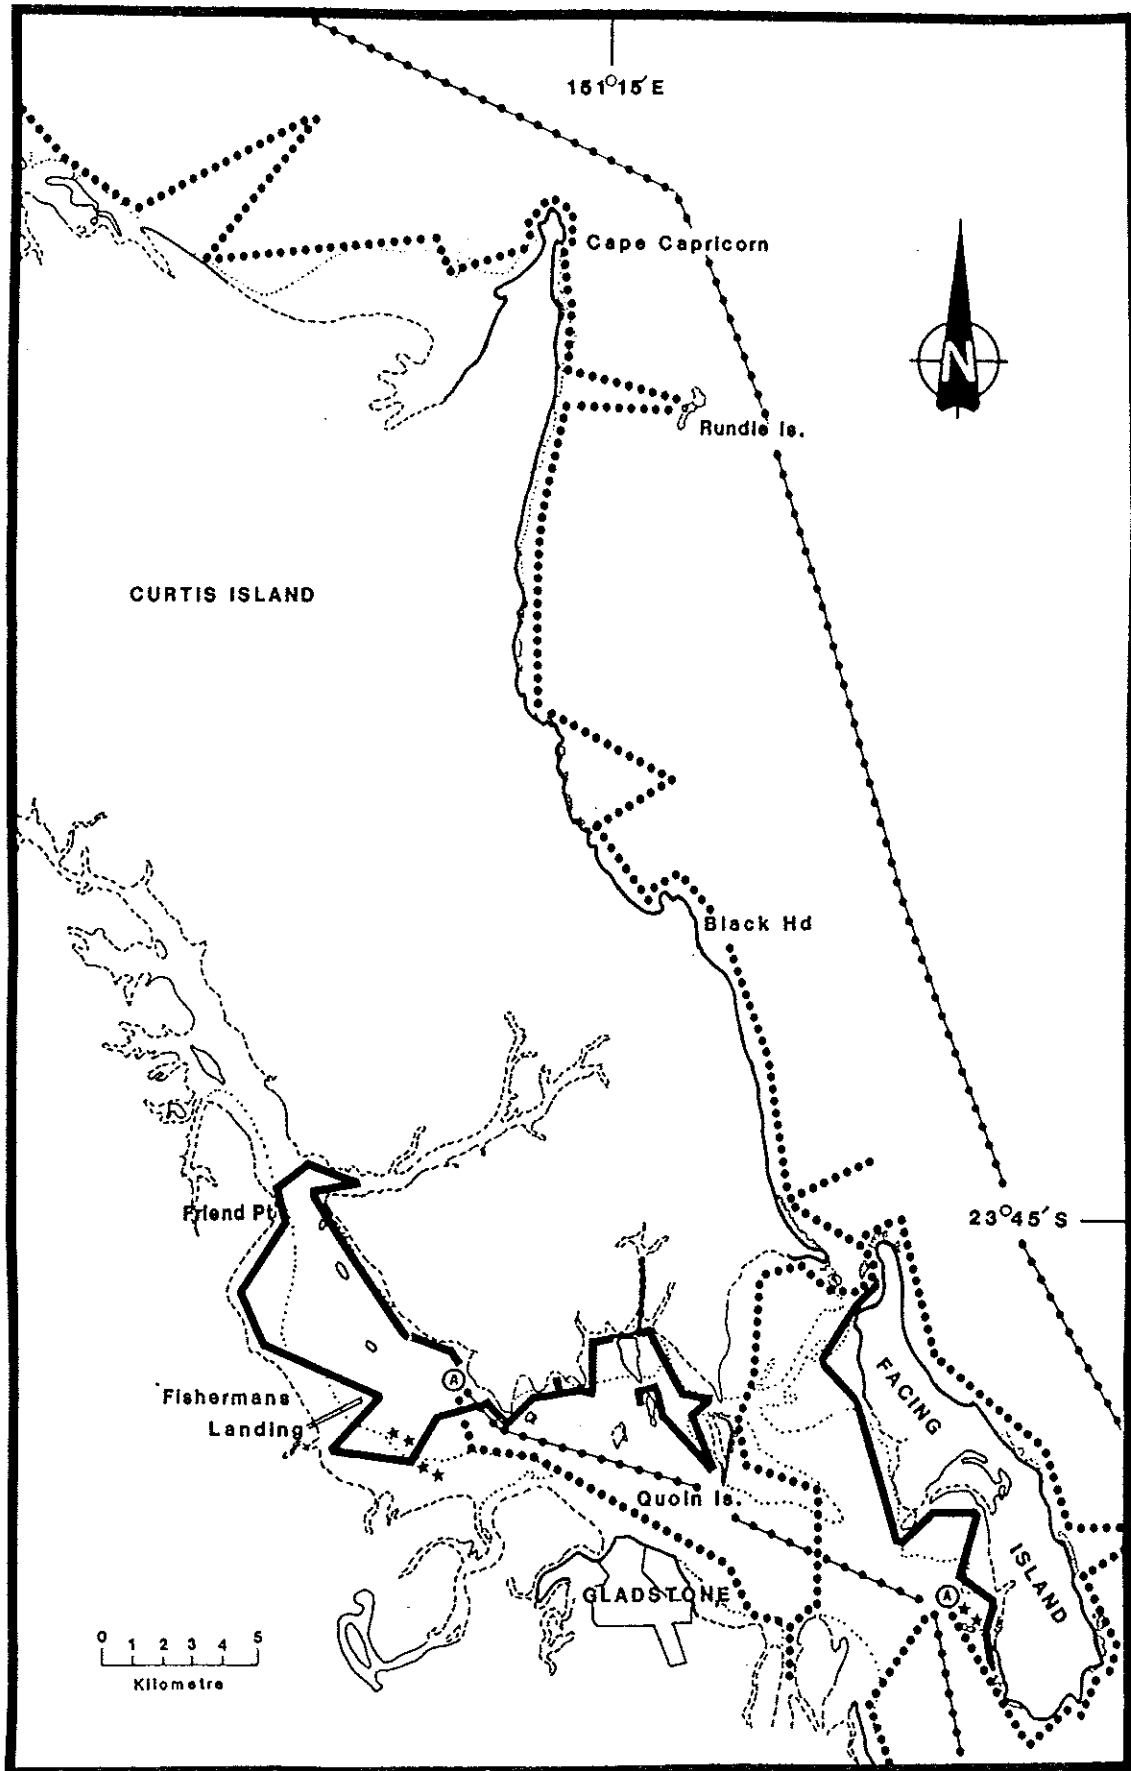 151°15′E
Cape Capricorn
N
Rundle Is.
CURTIS ISLAND
Black Hd
Friend Pt
23°45′S
A
FACING
Fishermans
Landing
Quoin Is.
ISLAND
GLADSTONE
A
0 1 2 3 4 5
Kilometre